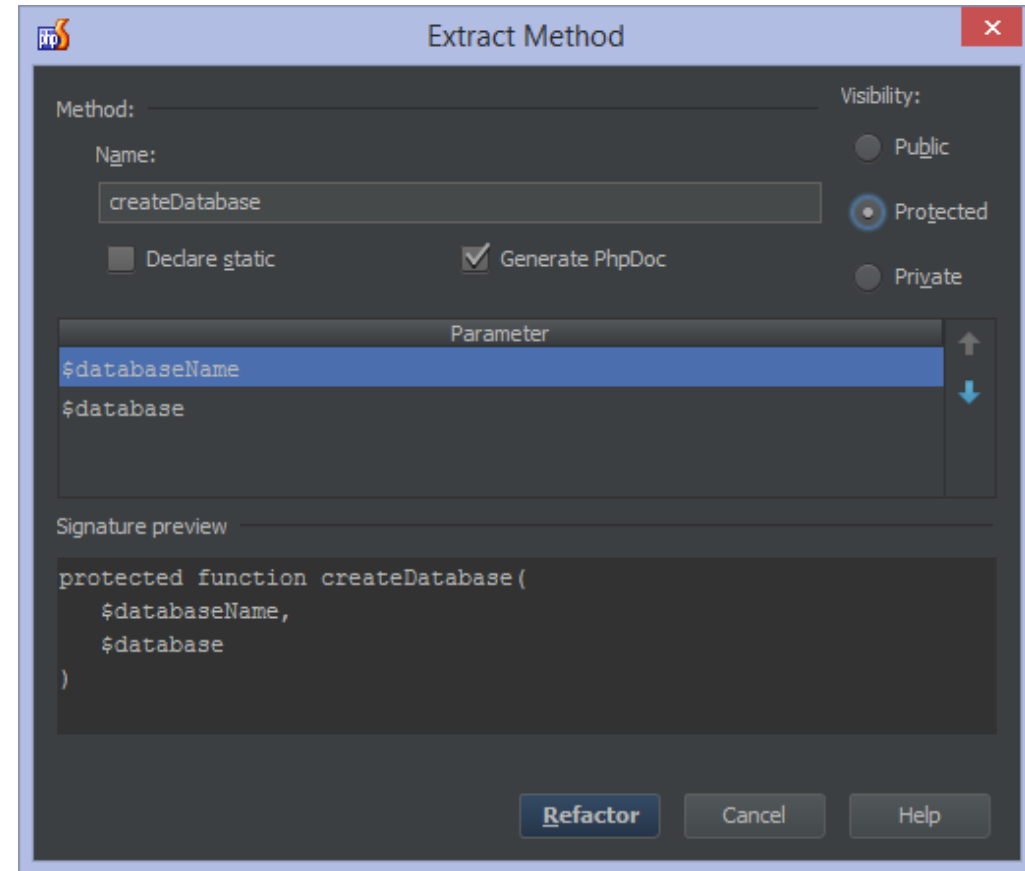 php
Extract Method
Method:
Visibility:
Name:
Public
createDatabase
Protected
Declare static
Generate PhpDoc
Private
Parameter
$databaseName
$database
Signature preview
protected function createDatabase(
$databaseName,
$database
)
Refactor
Cancel
Help